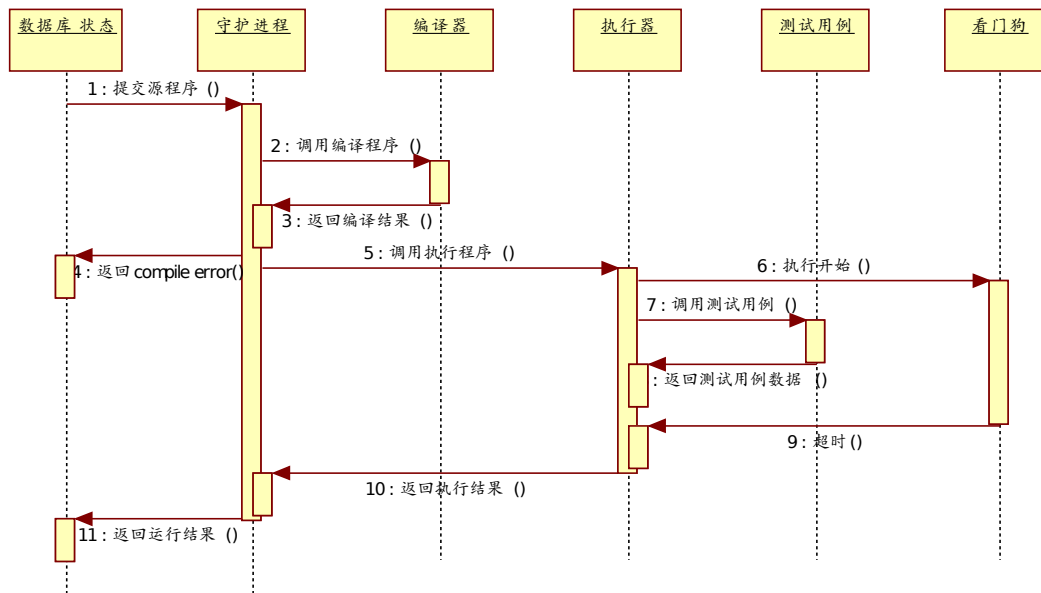 数据库 状态
守护进程
编译器
执行器
测试用例
看门狗
1 : 提交源程序 ()
2 : 调用编译程序 ()
3 : 返回编译结果 ()
4 : 返回 compile error()
5 : 调用执行程序 ()
6 : 执行开始 ()
7 : 调用测试用例 ()
: 返回测试用例数据 ()
9 : 超时 ()
10 : 返回执行结果 ()
11 : 返回运行结果 ()